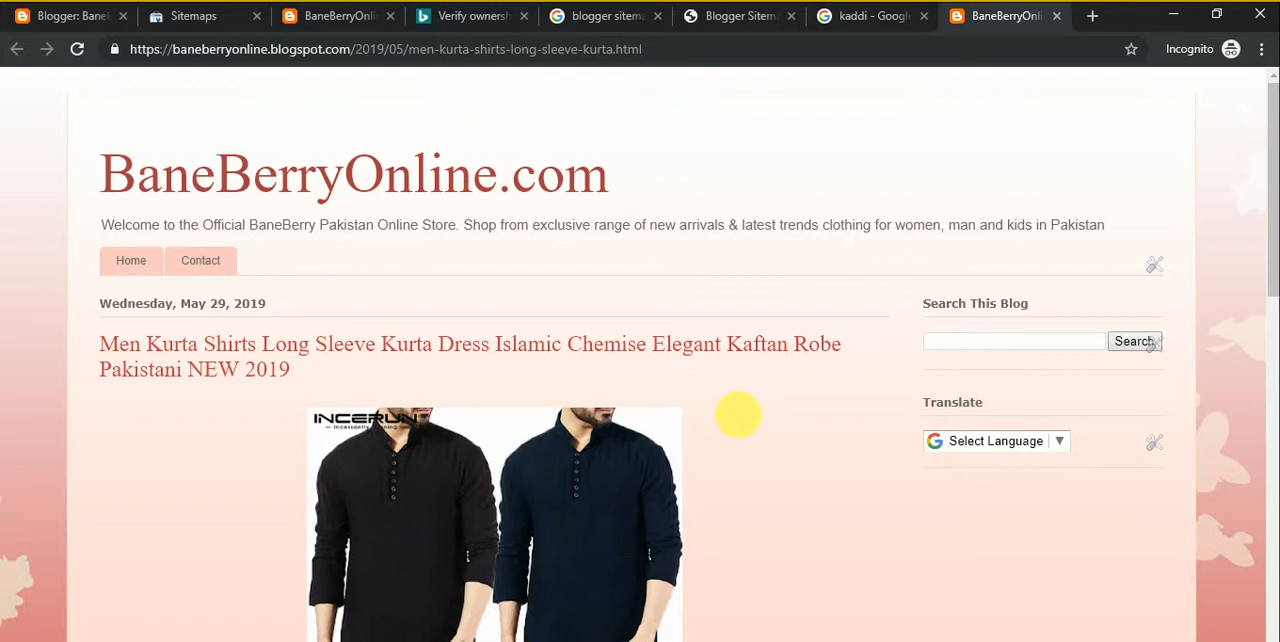 Blogger: BaneE
Sitemaps
BaneBerryOnli
Verify ownersh
blogger sitema
Blogger Sitem
kaddi - Google
BaneBerryOnli
https://baneberryonline.blogspot.com/2019/05/men-kurta-shirts-long-sleeve-kurta.html
Incognito
BaneBerryOnline.com
Welcome to the Official BaneBerry Pakistan Online Store. Shop from exclusive range of new arrivals & latest trends clothing for women, man and kids in Pakistan
Home
Contact
Wednesday, May 29, 2019
Men Kurta Shirts Long Sleeve Kurta Dress Islamic Chemise Elegant Kaftan Robe
Pakistani NEW 2019
INCERUN
Incessantly
Search This Blog
Search
Translate
Select Language